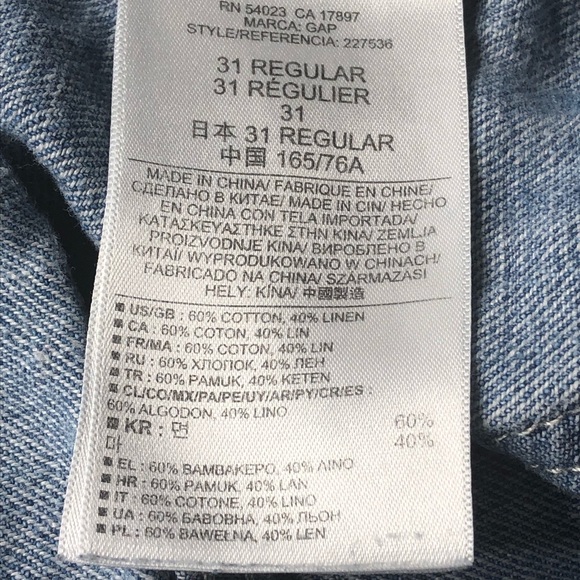 RN 54023 CA 17897
MARCA: GAP
STYLE/REFERENCIA: 227536
31 REGULAR
31 RÉGULIER
31
日本 31 REGULAR
中国 165/76A
MADE IN CHINA/ FABRIQUE EN CHINE/
СДЕЛАНО В КИТАЕ/ MADE IN CIN/ HECHO
EN CHINA CON TELA IMPORTADA/
ΚΑΤΑΣΚΕΥΑΣΤΗΚΕ ΣΤΗΝ ΚΙΝΑ/ ZEMLJA
PROIZVODNJE KINA/ ВИРОБЛЕНО В
КИТАЇ/ WYPRODUKOWANO W CHINACH/
FABRICADO NA CHINA/ SZÁRMAZÁSI
HELY: KÍNA/ 中國製造
US/GB : 60% COTTON, 40% LINEN
CA : 60% COTON, 40% LIN
FR/MA : 60% COTON, 40% LIN
RU : 60% ХЛОПОК, 40% ЛЕН
TR : 60% PAMUK, 40% KETEN
CL/CO/MX/PA/PE/UY/AR/PY/CR/ES :
60% ALGODON, 40% LINO
KR : 면 60%
마 40%
EL : 60% ΒΑΜΒΑΚΕΡΟ, 40% ΛΙΝΟ
HR : 60% PAMUK, 40% LAN
IT : 60% COTONE, 40% LINO
UA : 60% БАВОВНА, 40% ЛЬОН
PL : 60% BAWEŁNA, 40% LEN